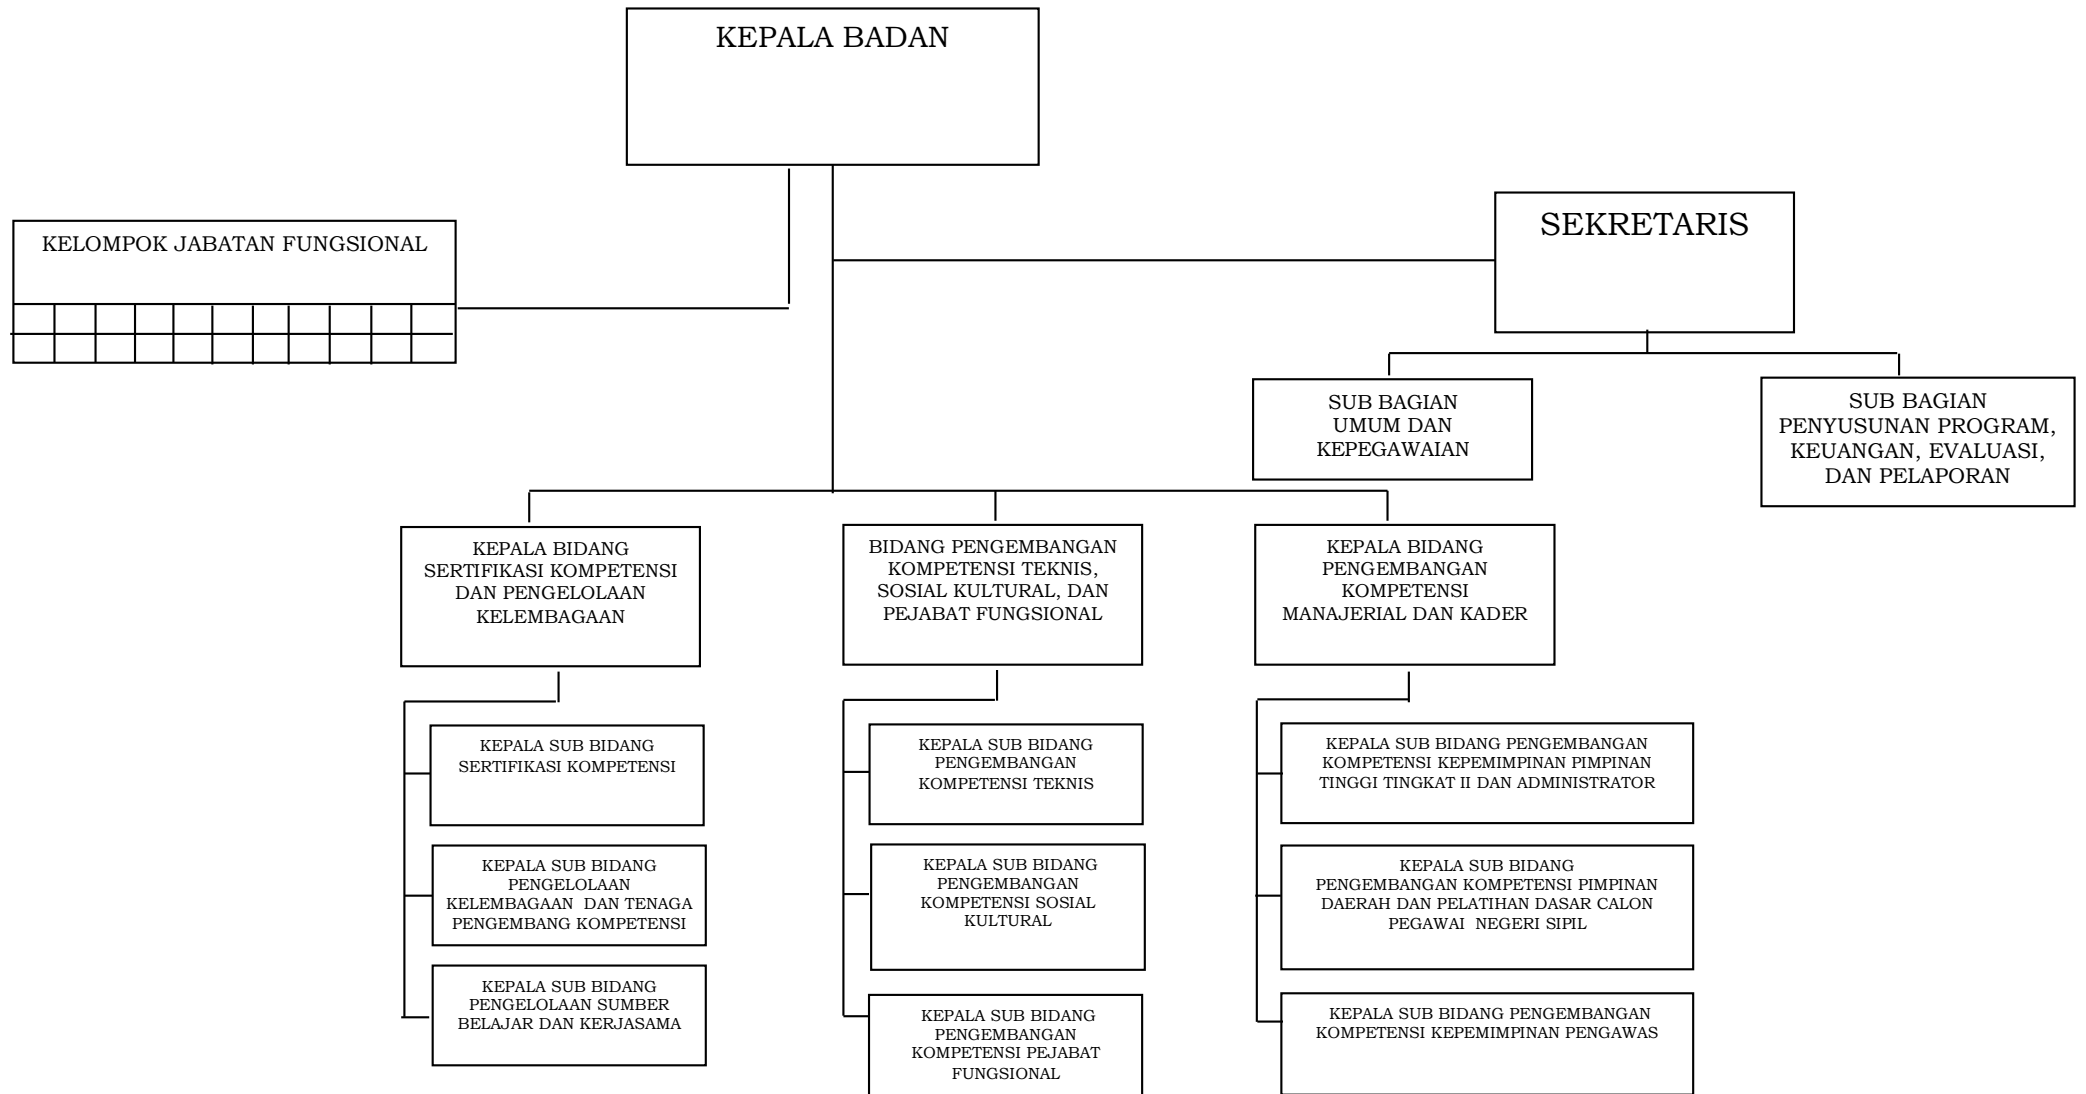 KEPALA BADAN
KELOMPOK JABATAN FUNGSIONAL
SEKRETARIS
SUB BAGIAN
UMUM DAN
KEPEGAWAIAN
SUB BAGIAN
PENYUSUNAN PROGRAM,
KEUANGAN, EVALUASI,
DAN PELAPORAN
KEPALA BIDANG
SERTIFIKASI KOMPETENSI
DAN PENGELOLAAN
KELEMBAGAAN
BIDANG PENGEMBANGAN
KOMPETENSI TEKNIS,
SOSIAL KULTURAL, DAN
PEJABAT FUNGSIONAL
KEPALA BIDANG
PENGEMBANGAN
KOMPETENSI
MANAJERIAL DAN KADER
KEPALA SUB BIDANG
SERTIFIKASI KOMPETENSI
KEPALA SUB BIDANG
PENGELOLAAN
KELEMBAGAAN  DAN TENAGA
PENGEMBANG KOMPETENSI
KEPALA SUB BIDANG
PENGELOLAAN SUMBER
BELAJAR DAN KERJASAMA
KEPALA SUB BIDANG
PENGEMBANGAN
KOMPETENSI TEKNIS
KEPALA SUB BIDANG
PENGEMBANGAN
KOMPETENSI SOSIAL
KULTURAL
KEPALA SUB BIDANG
PENGEMBANGAN
KOMPETENSI PEJABAT
FUNGSIONAL
KEPALA SUB BIDANG PENGEMBANGAN
KOMPETENSI KEPEMIMPINAN PIMPINAN
TINGGI TINGKAT II DAN ADMINISTRATOR
KEPALA SUB BIDANG
PENGEMBANGAN KOMPETENSI PIMPINAN
DAERAH DAN PELATIHAN DASAR CALON
PEGAWAI  NEGERI SIPIL
KEPALA SUB BIDANG PENGEMBANGAN
KOMPETENSI KEPEMIMPINAN PENGAWAS